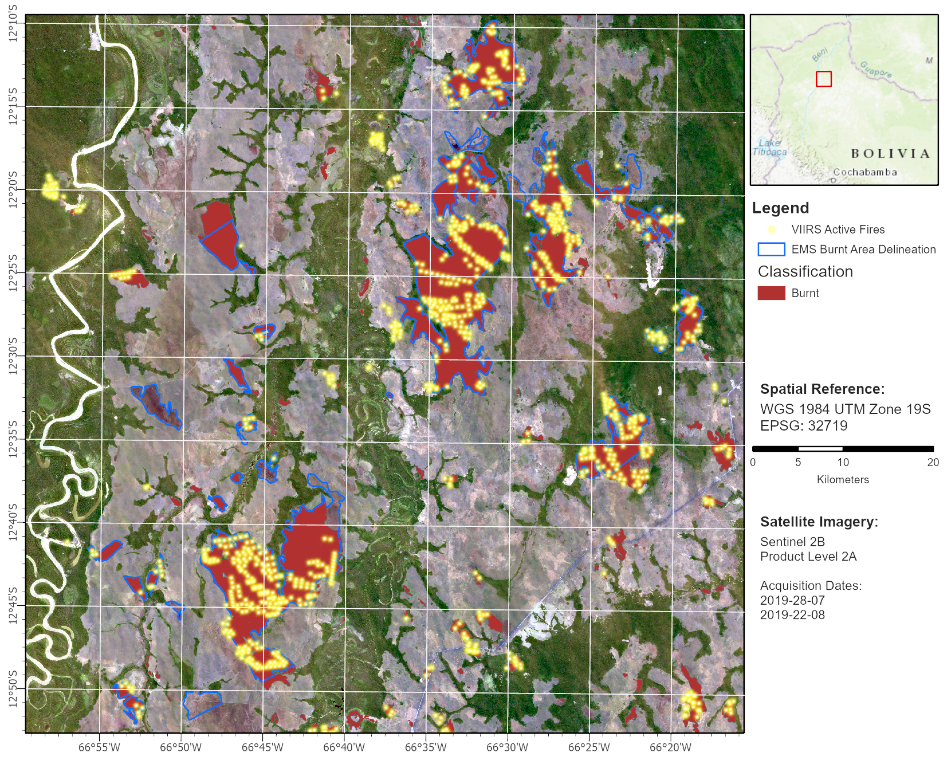 12°10'S
12°15'S
12°20'S
12°25'S
12°30'S
12°35'S
12°40'S
12°45'S
12°50'S
66°55'W
66°50'W
66°45'W
66°40'W
66°35'W
66°30'W
66°25'W
66°20'W
Beni
Guapore
M
Lake
Titicaca
BOLIVIA
Cochabamba
Legend
VIIRS Active Fires
EMS Burnt Area Delineation
Classification
Burnt
Spatial Reference:
WGS 1984 UTM Zone 19S
EPSG: 32719
0 5 10 20
Kilometers
Satellite Imagery:
Sentinel 2B
Product Level 2A
Acquisition Dates:
2019-28-07
2019-22-08